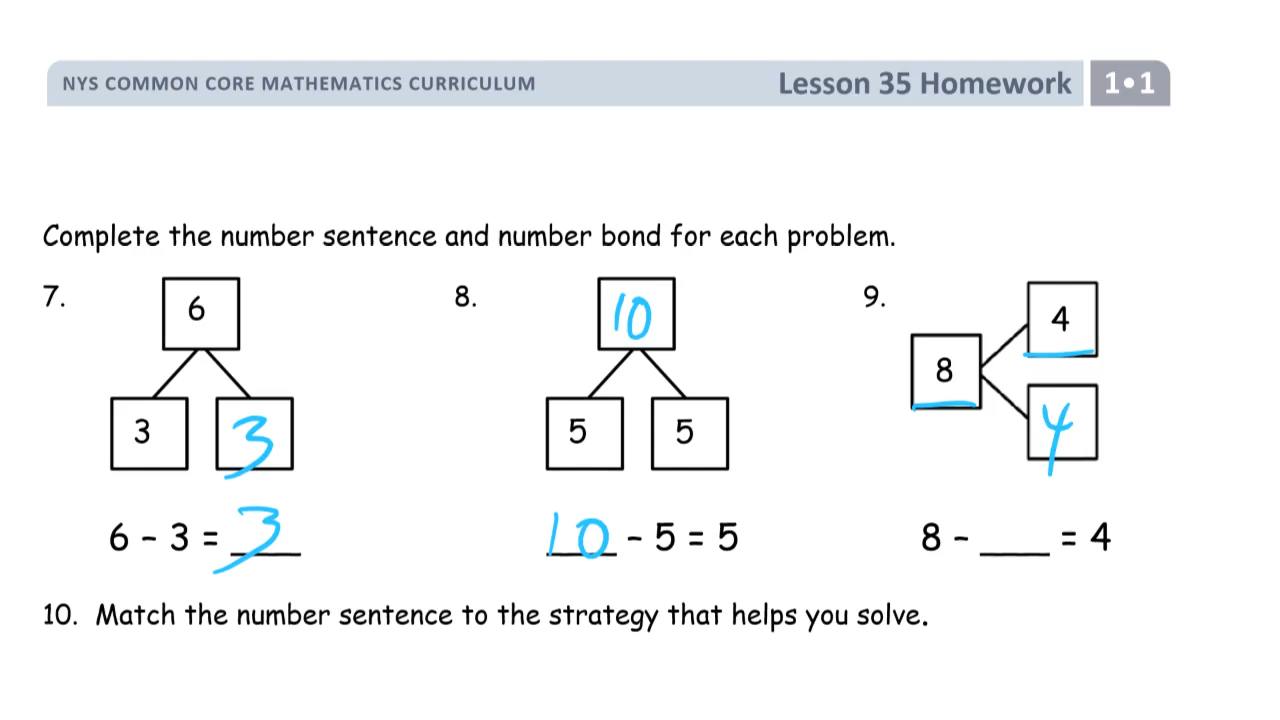 NYS COMMON CORE MATHEMATICS CURRICULUM Lesson 35 Homework 1•1
Complete the number sentence and number bond for each problem.
7. 8. 9.
6 10 4
8
3 3 5 5 4
6 - 3 = 3 10 - 5 = 5 8 - ___ = 4
10. Match the number sentence to the strategy that helps you solve.